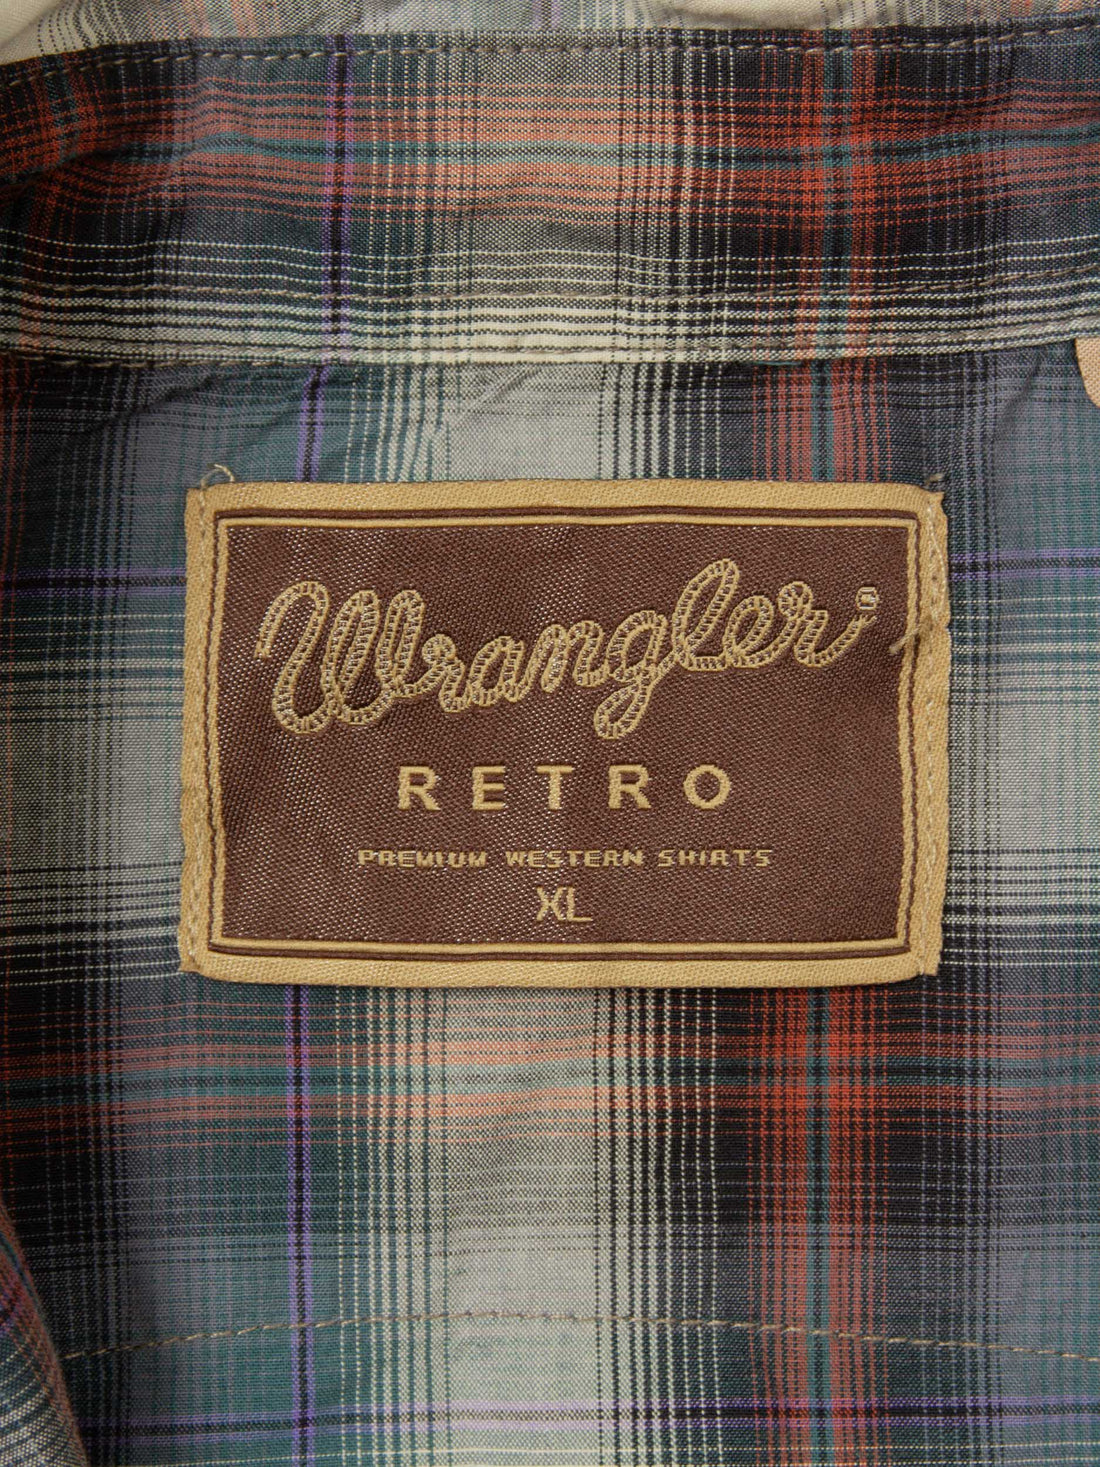 Wrangler®
RETRO
PREMIUM WESTERN SHIRTS
XL